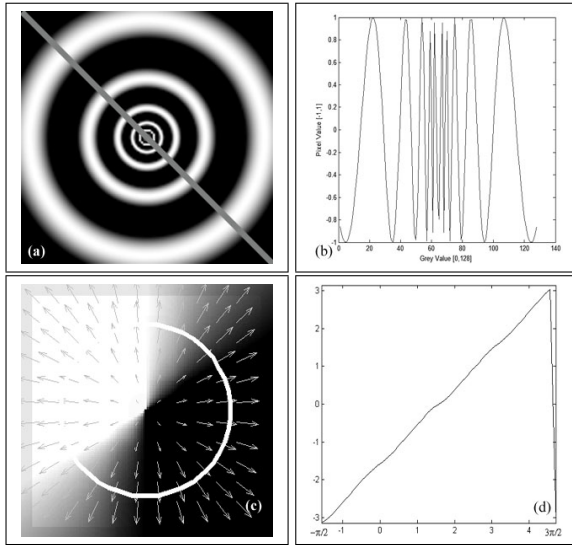 (a)
1
0.8
0.6
0.4
0.2
0
-0.2
-0.4
-0.6
-0.8
-1
Pixel Value [-1,1]
0 20 40 60 80 100 120 140
Grey Value [0,128]
(b)
(c)
3
2
1
0
-1
-2
-3
−π/2 -1 0 1 2 3 4 3π/2
(d)